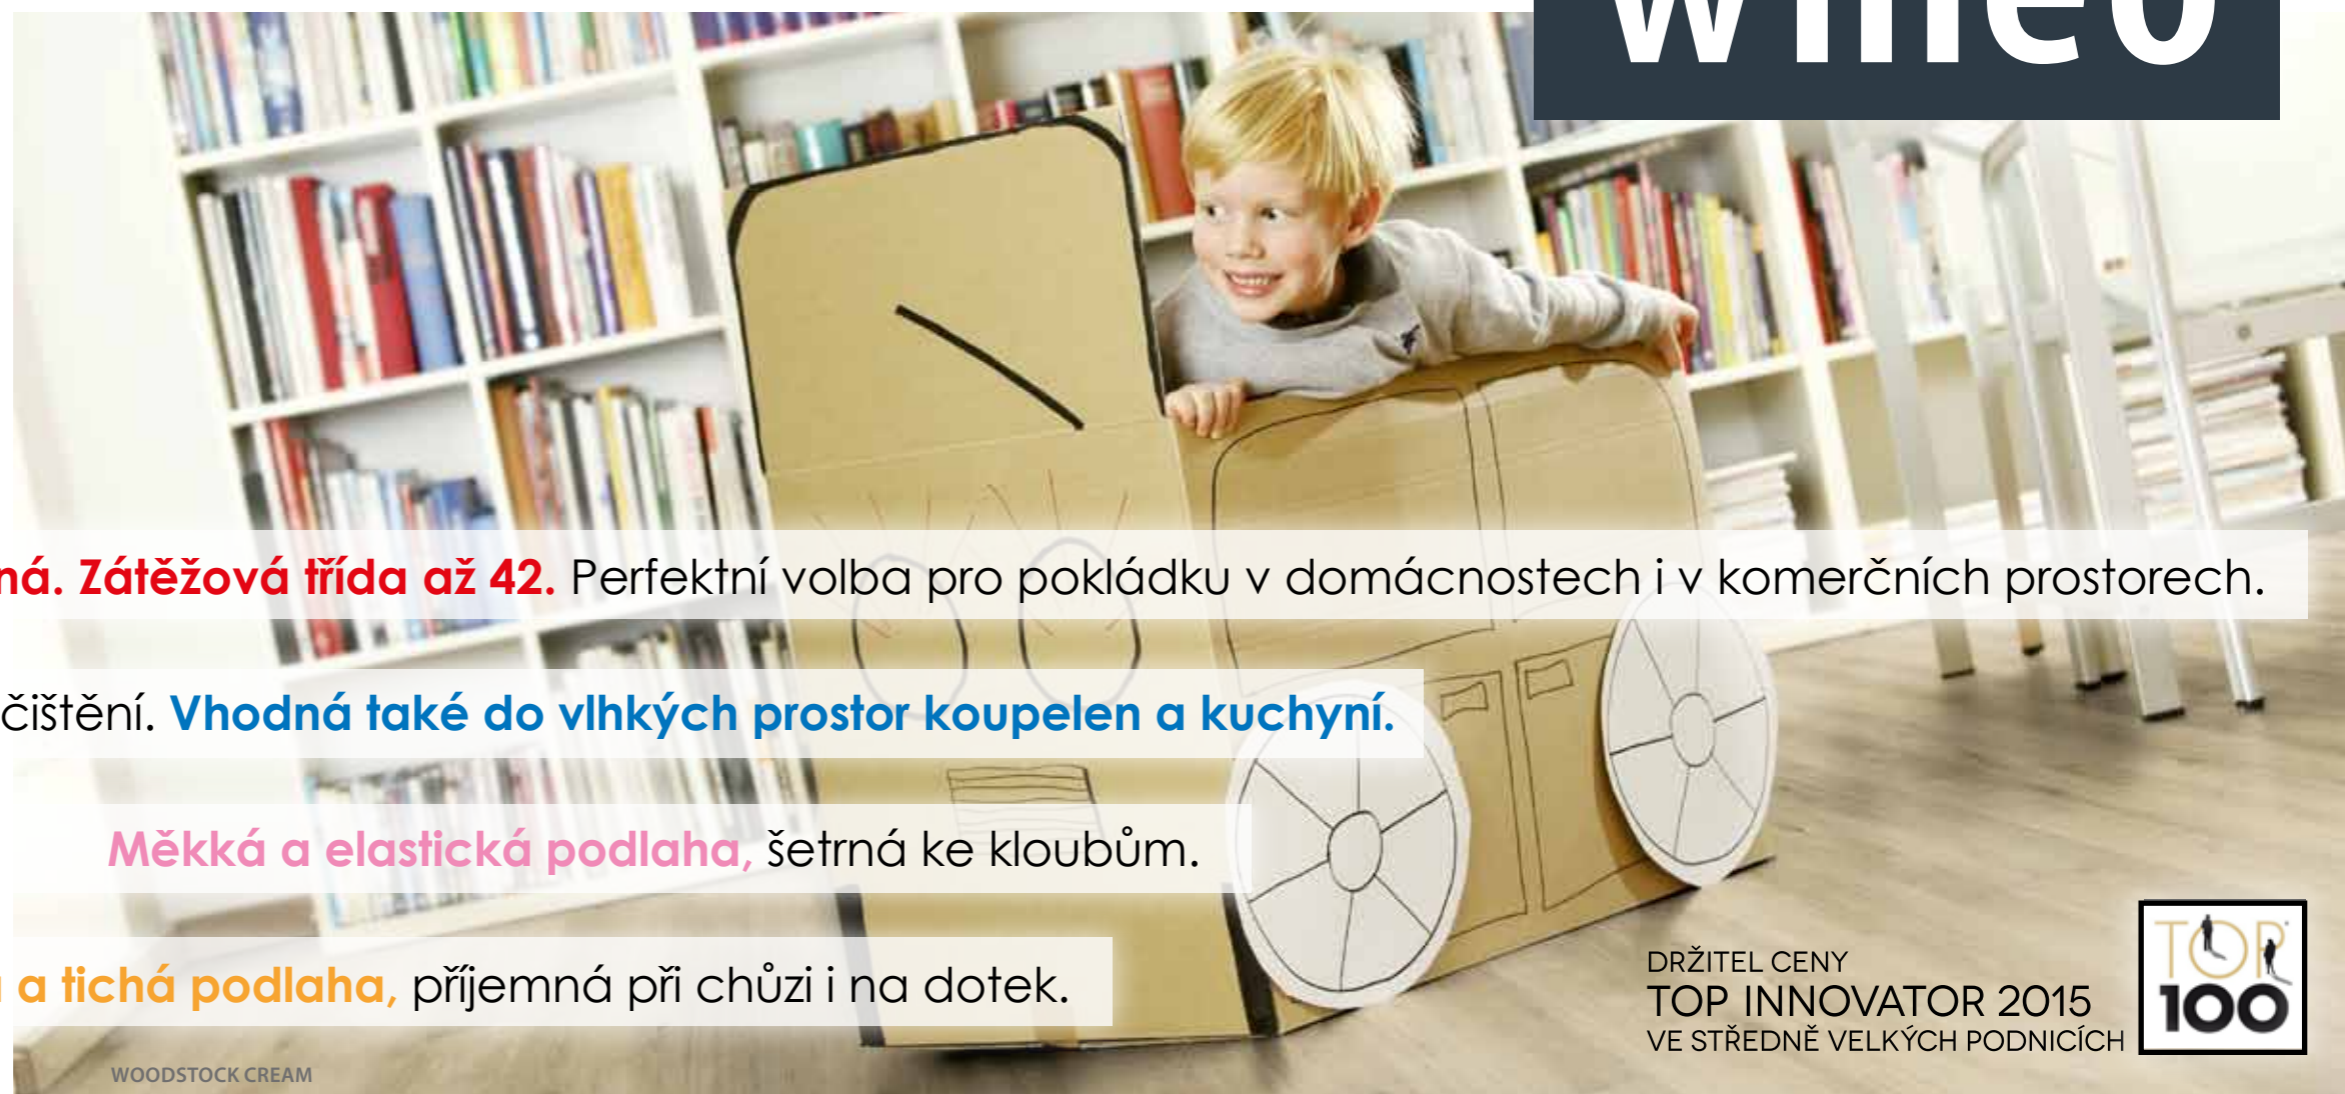 wineo
ná. Zátěžová třída až 42. Perfektní volba pro pokládku v domácnostech i v komerčních prostorech.
čištění. Vhodná také do vlhkých prostor koupelen a kuchyní.
Měkká a elastická podlaha, šetrná ke kloubům.
a tichá podlaha, příjemná při chůzi i na dotek.
DRŽITEL CENY
TOP INNOVATOR 2015
VE STŘEDNĚ VELKÝCH PODNICÍCH
TOP
100
WOODSTOCK CREAM